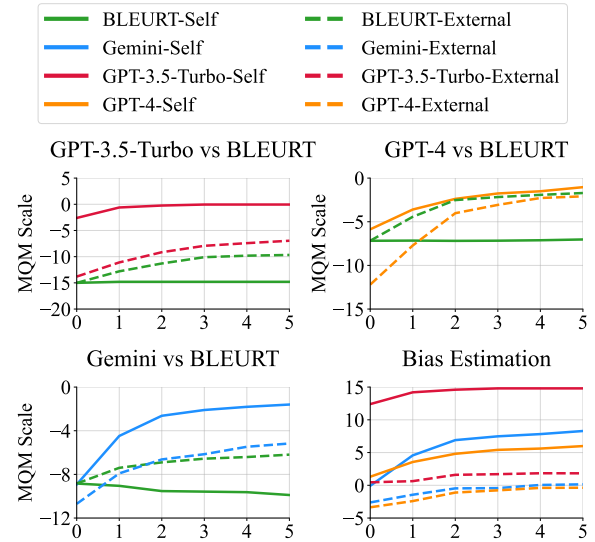 BLEURT-Self BLEURT-External
Gemini-Self Gemini-External
GPT-3.5-Turbo-Self GPT-3.5-Turbo-External
GPT-4-Self GPT-4-External
GPT-3.5-Turbo vs BLEURT
MQM Scale
5
0
−5
−10
−15
−20
0 1 2 3 4 5
GPT-4 vs BLEURT
MQM Scale
0
−5
−10
−15
0 1 2 3 4 5
Gemini vs BLEURT
MQM Scale
0
−4
−8
−12
0 1 2 3 4 5
Bias Estimation
MQM Scale
15
10
5
0
−5
0 1 2 3 4 5